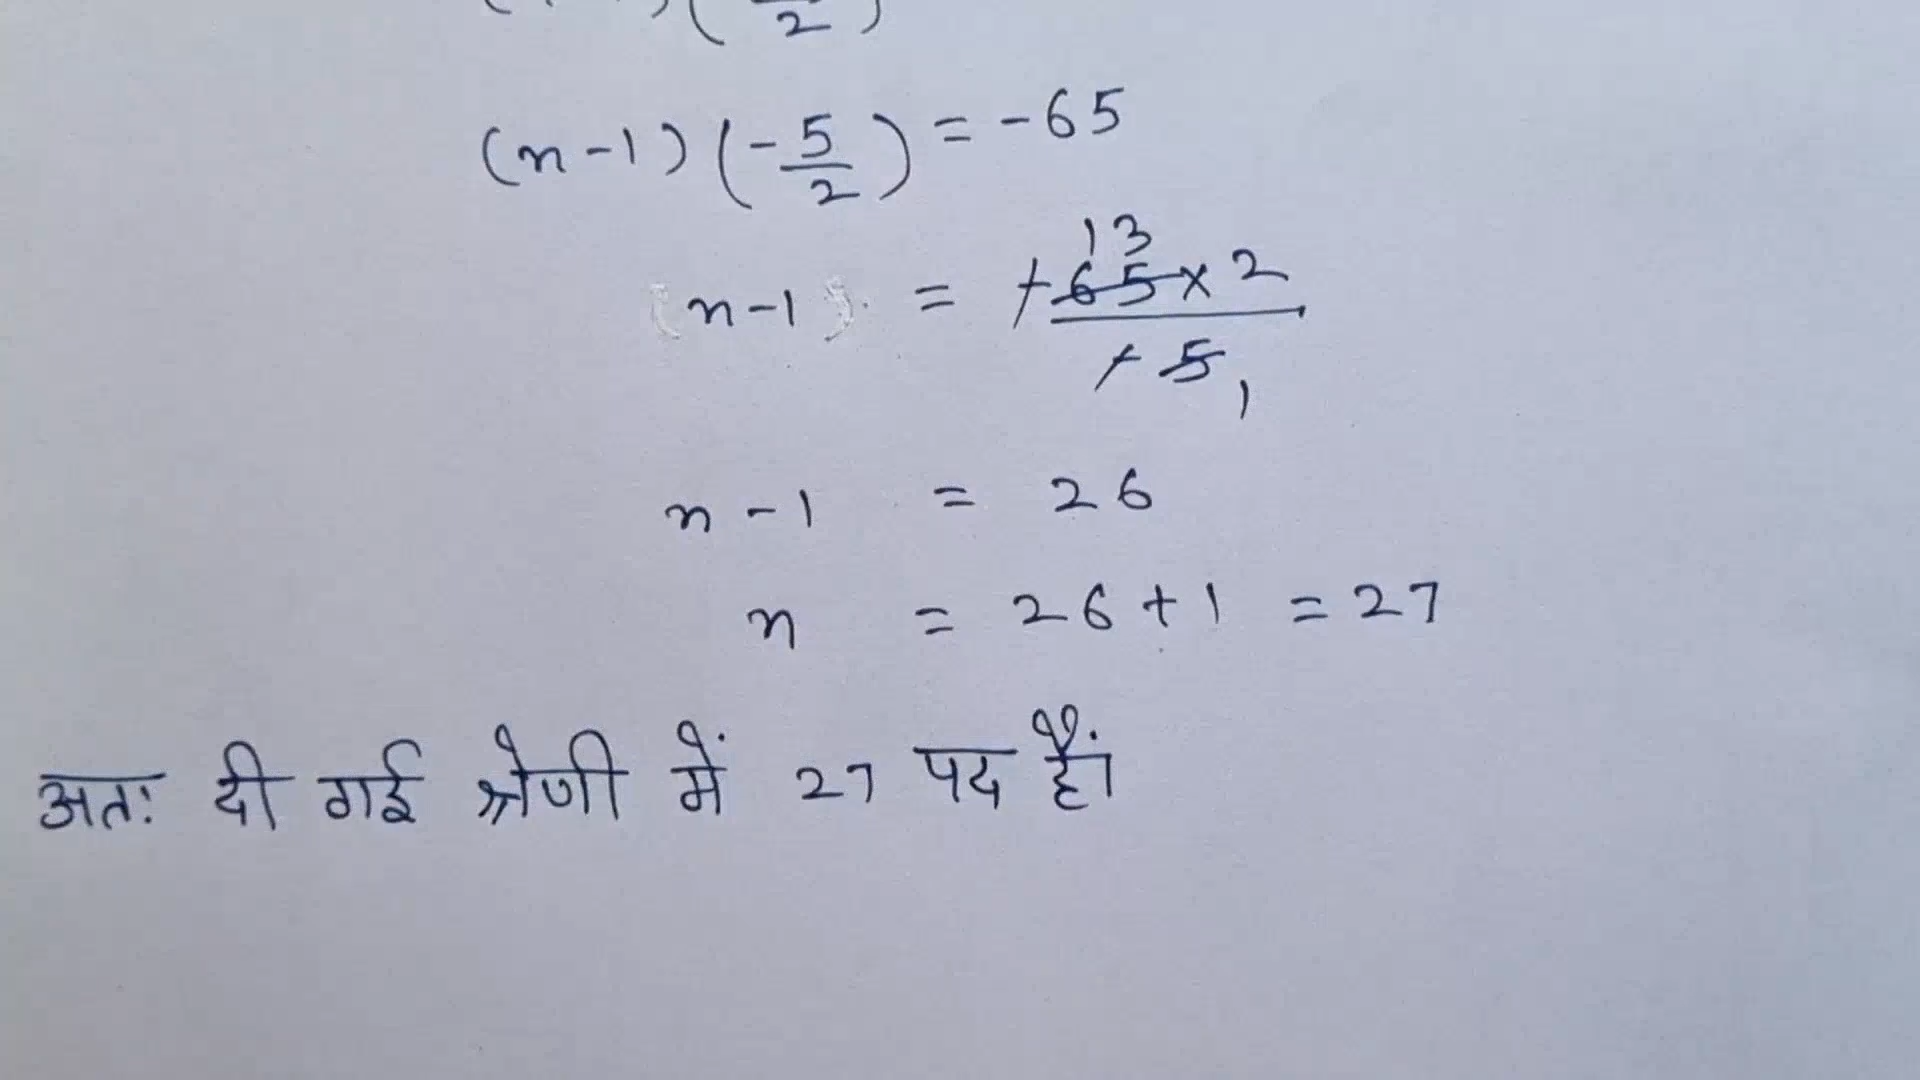 2
(n-1)(-5/2) = -65
13
(n-1) = -65×2/-5
1
n-1 = 26
n = 26+1 = 27
अतः दी गई श्रेणी में 27 पद हैं।